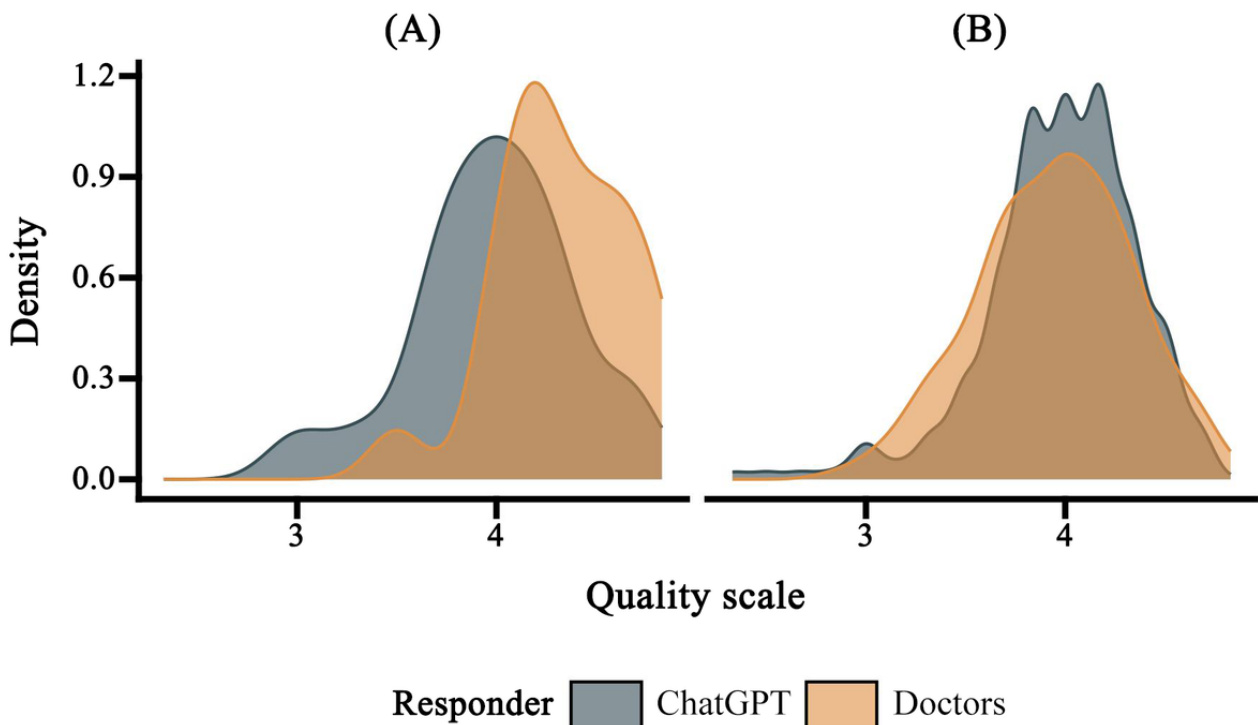 (A)
(B)
1.2
0.9
0.6
0.3
0.0
Density
3
4
3
4
Quality scale
Responder ChatGPT Doctors